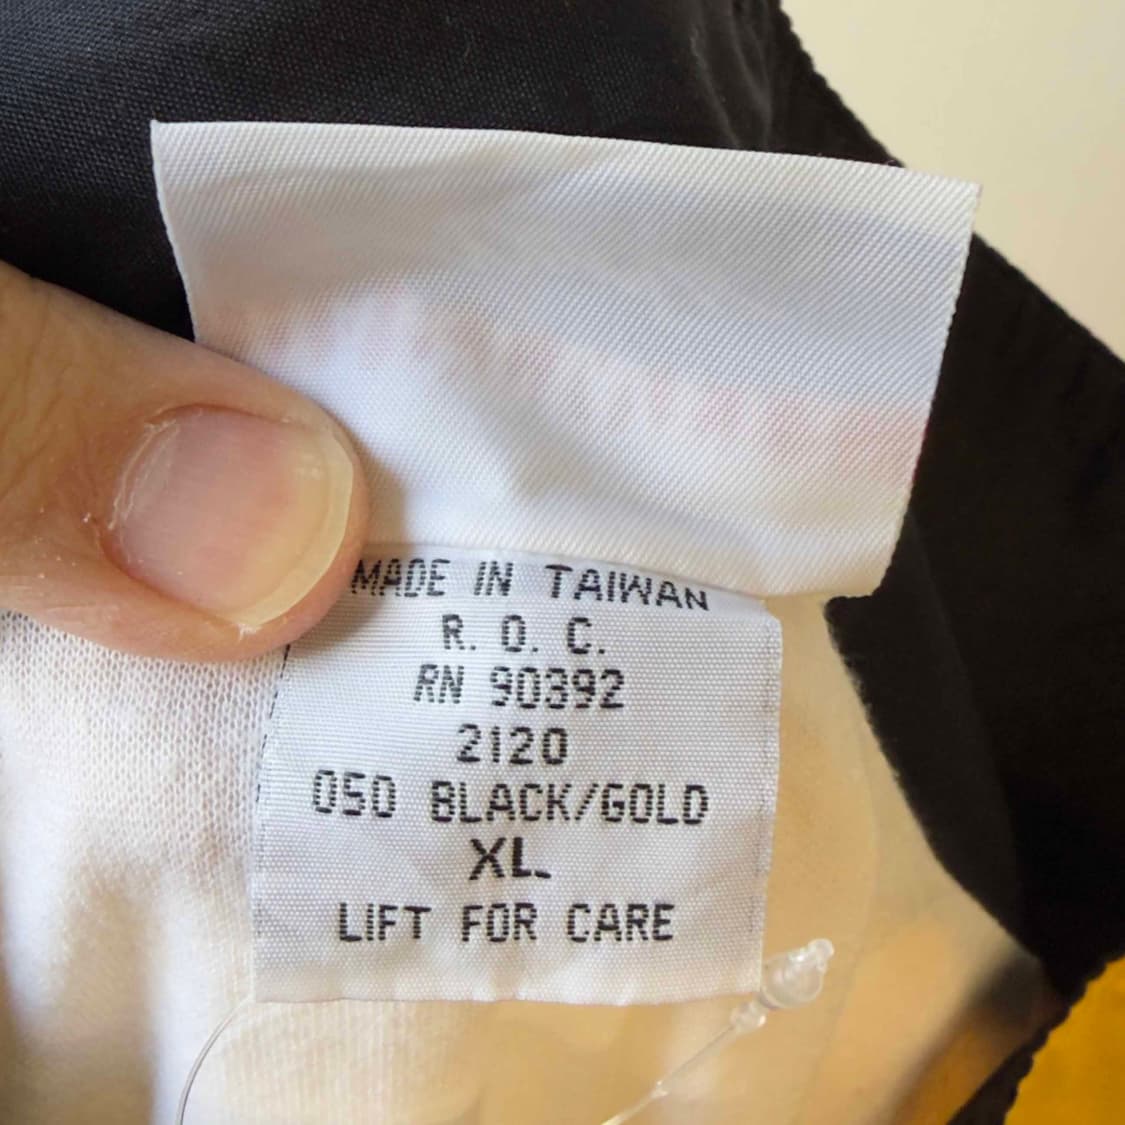 MADE IN TAIWAN
R. O. C.
RN 90392
2120
050 BLACK/GOLD
XL
LIFT FOR CARE